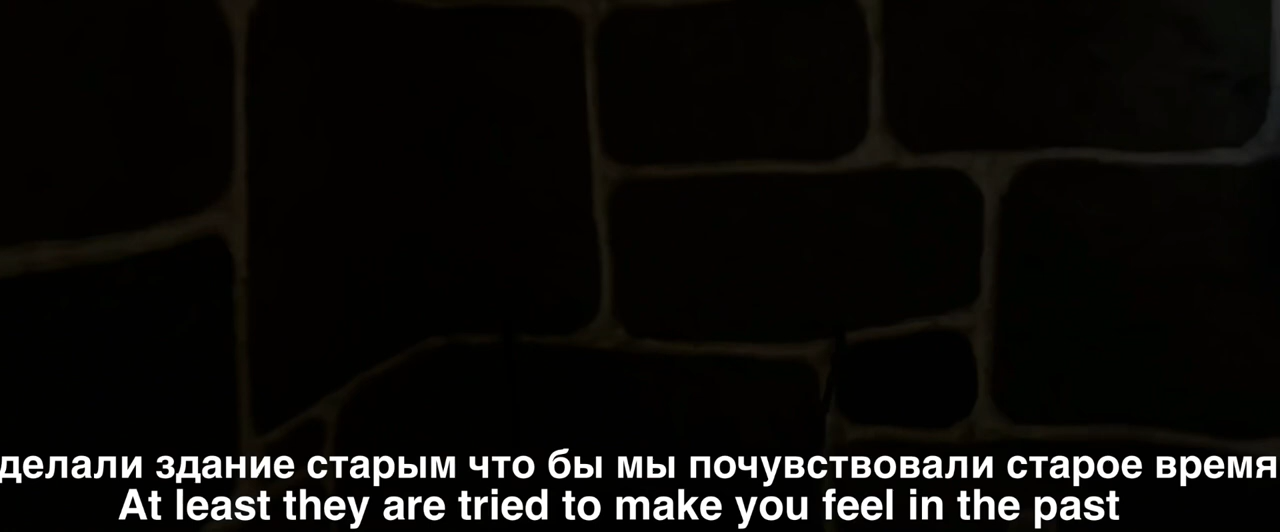 делали здание старым что бы мы почувствовали старое время
At least they are tried to make you feel in the past